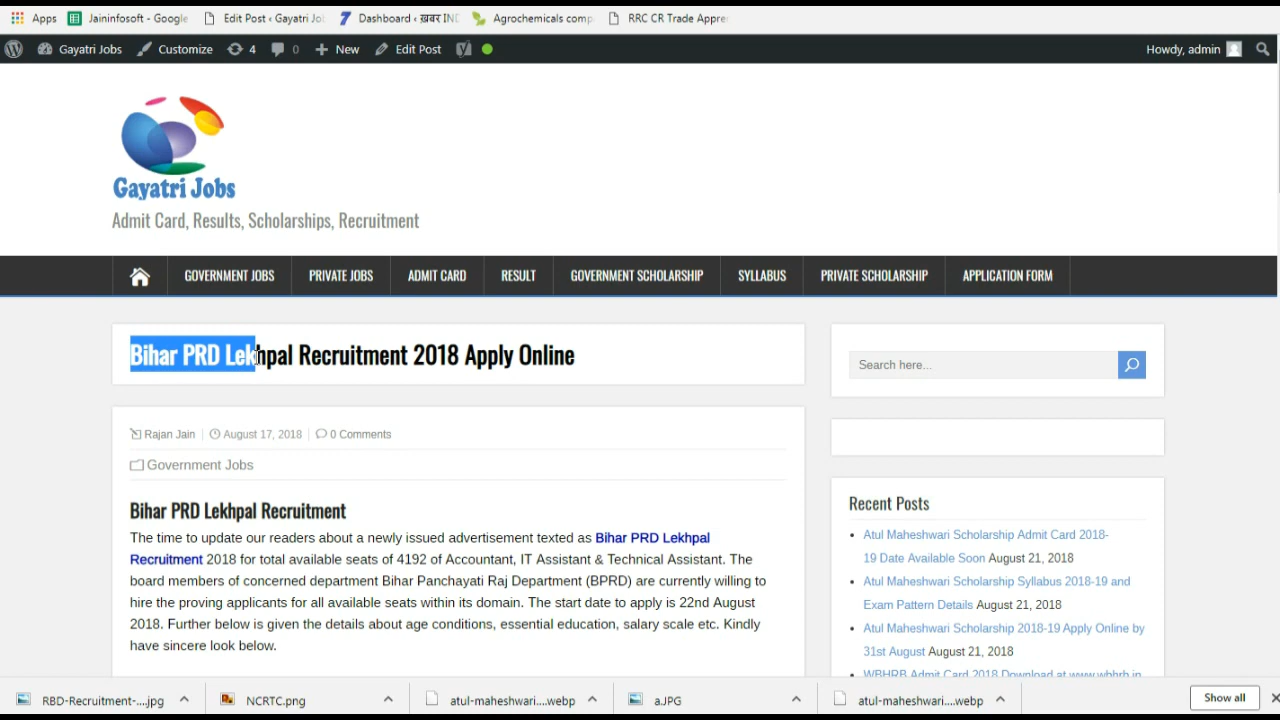 Apps Jaininfosoft - Google Edit Post ‹ Gayatri Jo Dashboard ‹ ख़बर IND Agrochemicals comp RRC CR Trade Appre
Gayatri Jobs Customize 4 0 New Edit Post Howdy, admin
Gayatri Jobs
Admit Card, Results, Scholarships, Recruitment
GOVERNMENT JOBS PRIVATE JOBS ADMIT CARD RESULT GOVERNMENT SCHOLARSHIP SYLLABUS PRIVATE SCHOLARSHIP APPLICATION FORM
Bihar PRD Lekhpal Recruitment 2018 Apply Online
Rajan Jain August 17, 2018 0 Comments
Government Jobs
Bihar PRD Lekhpal Recruitment
The time to update our readers about a newly issued advertisement texted as Bihar PRD Lekhpal
Recruitment 2018 for total available seats of 4192 of Accountant, IT Assistant & Technical Assistant. The
board members of concerned department Bihar Panchayati Raj Department (BPRD) are currently willing to
hire the proving applicants for all available seats within its domain. The start date to apply is 22nd August
2018. Further below is given the details about age conditions, essential education, salary scale etc. Kindly
have sincere look below.
Search here...
Recent Posts
Atul Maheshwari Scholarship Admit Card 2018-
19 Date Available Soon August 21, 2018
Atul Maheshwari Scholarship Syllabus 2018-19 and
Exam Pattern Details August 21, 2018
Atul Maheshwari Scholarship 2018-19 Apply Online by
31st August August 21, 2018
WBHRB Admit Card 2018 Download at www.wbhrb.in
RBD-Recruitment-....jpg NCRTC.png atul-maheshwari....webp a.JPG atul-maheshwari....webp Show all